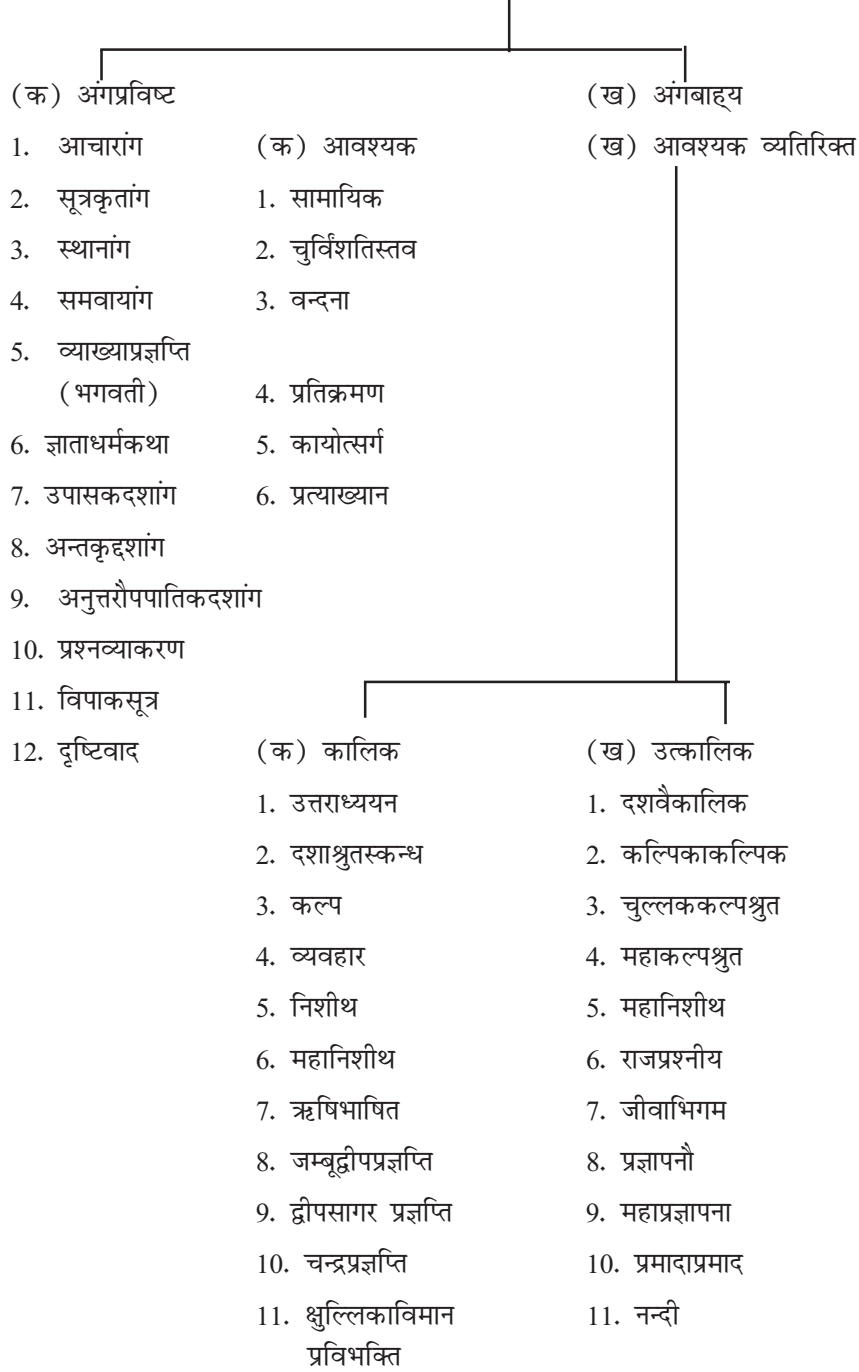 (क) अंगप्रविष्ट (ख) अंगबाह्य
1. आचारांग (क) आवश्यक (ख) आवश्यक व्यतिरिक्त
2. सूत्रकृतांग 1. सामायिक
3. स्थानांग 2. चुर्विंशतिस्तव
4. समवायांग 3. वन्दना
5. व्याख्याप्रज्ञप्ति
(भगवती) 4. प्रतिक्रमण
6. ज्ञाताधर्मकथा 5. कायोत्सर्ग
7. उपासकदशांग 6. प्रत्याख्यान
8. अन्तकृद्दशांग
9. अनुत्तरौपपातिकदशांग
10. प्रश्नव्याकरण
11. विपाकसूत्र
12. दृष्टिवाद (क) कालिक (ख) उत्कालिक
1. उत्तराध्ययन 1. दशवैकालिक
2. दशाश्रुतस्कन्ध 2. कल्पिकाकल्पिक
3. कल्प 3. चुल्लककल्पश्रुत
4. व्यवहार 4. महाकल्पश्रुत
5. निशीथ 5. महानिशीथ
6. महानिशीथ 6. राजप्रश्नीय
7. ऋषिभाषित 7. जीवाभिगम
8. जम्बूद्वीपप्रज्ञप्ति 8. प्रज्ञापनौ
9. द्वीपसागर प्रज्ञप्ति 9. महाप्रज्ञापना
10. चन्द्रप्रज्ञप्ति 10. प्रमादाप्रमाद
11. क्षुल्लिकाविमान 11. नन्दी
प्रविभक्ति